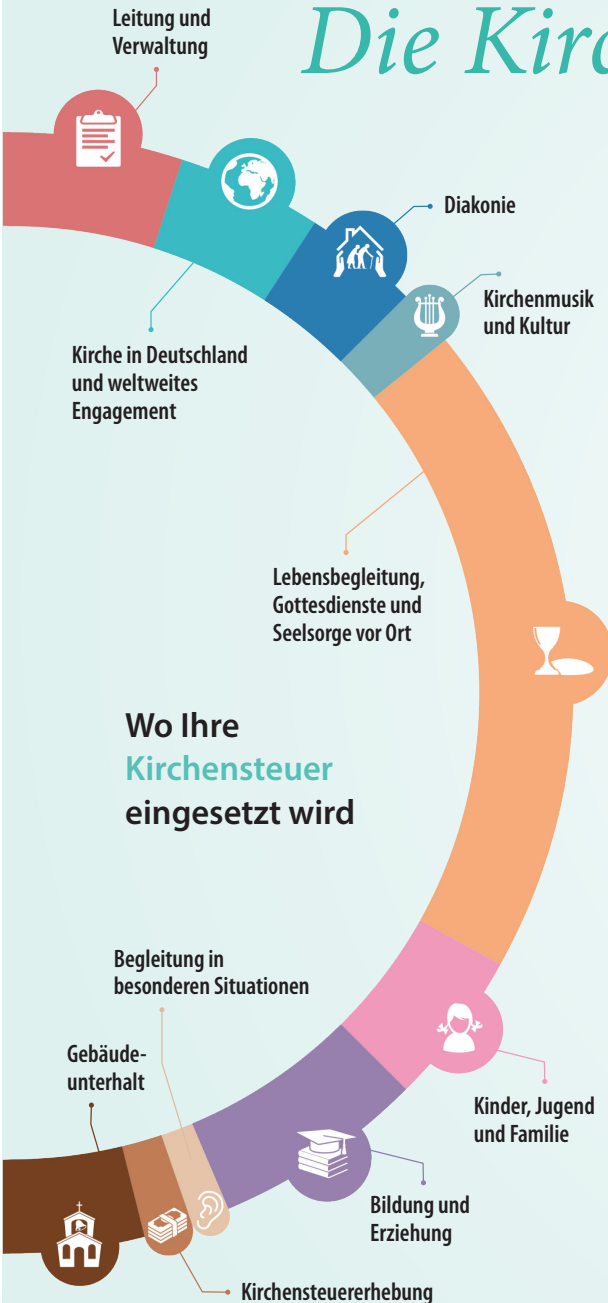 Die Kirc
Leitung und
Verwaltung
Diakonie
Kirchenmusik
und Kultur
Kirche in Deutschland
und weltweites
Engagement
Lebensbegleitung,
Gottesdienste und
Seelsorge vor Ort
Wo Ihre
Kirchensteuer
eingesetzt wird
Begleitung in
besonderen Situationen
Gebäude-
unterhalt
Kinder, Jugend
und Familie
Bildung und
Erziehung
Kirchensteuererhebung